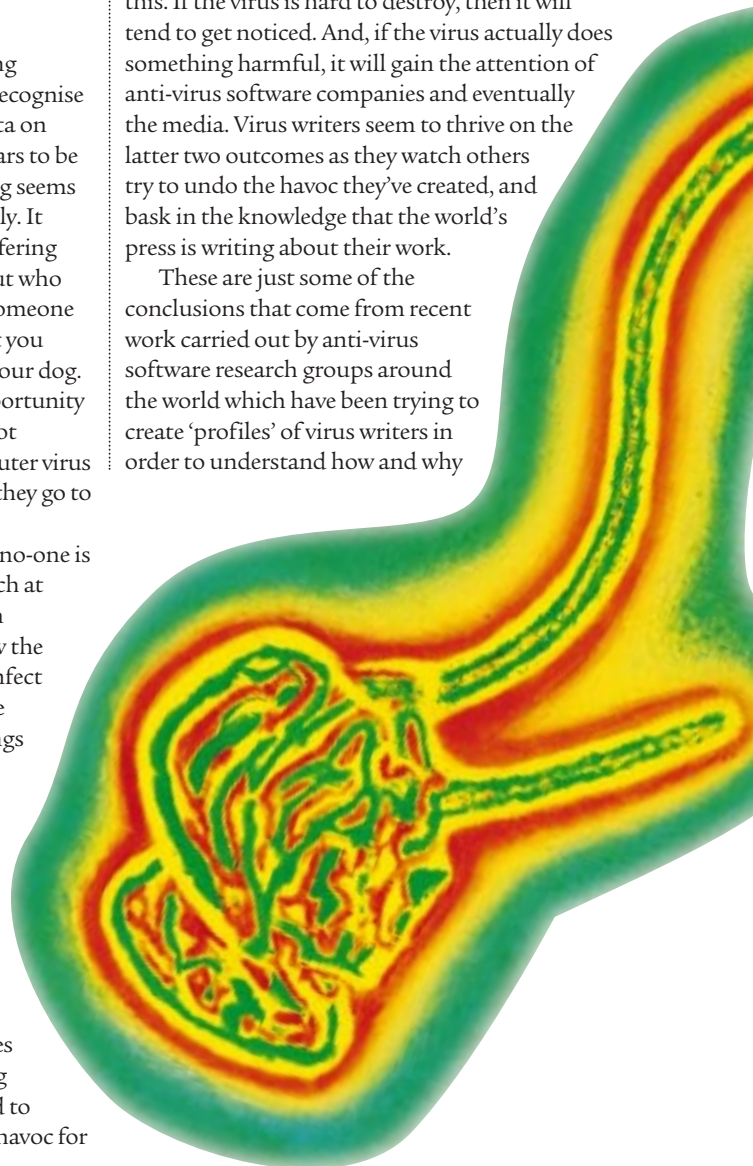 ng
ecognise
ta on
ars to be
g seems
ly. It
fering
ut who
omeone
t you
our dog.
portunity
ot
uter virus
they go to
no-one is
ch at
n
w the
nfect
e
ngs
es
g
d to
havoc for
this. If the virus is hard to destroy, then it will
tend to get noticed. And, if the virus actually does
something harmful, it will gain the attention of
anti-virus software companies and eventually
the media. Virus writers seem to thrive on the
latter two outcomes as they watch others
try to undo the havoc they’ve created, and
bask in the knowledge that the world’s
press is writing about their work.
These are just some of the
conclusions that come from recent
work carried out by anti-virus
software research groups around
the world which have been trying to
create ‘profiles’ of virus writers in
order to understand how and why